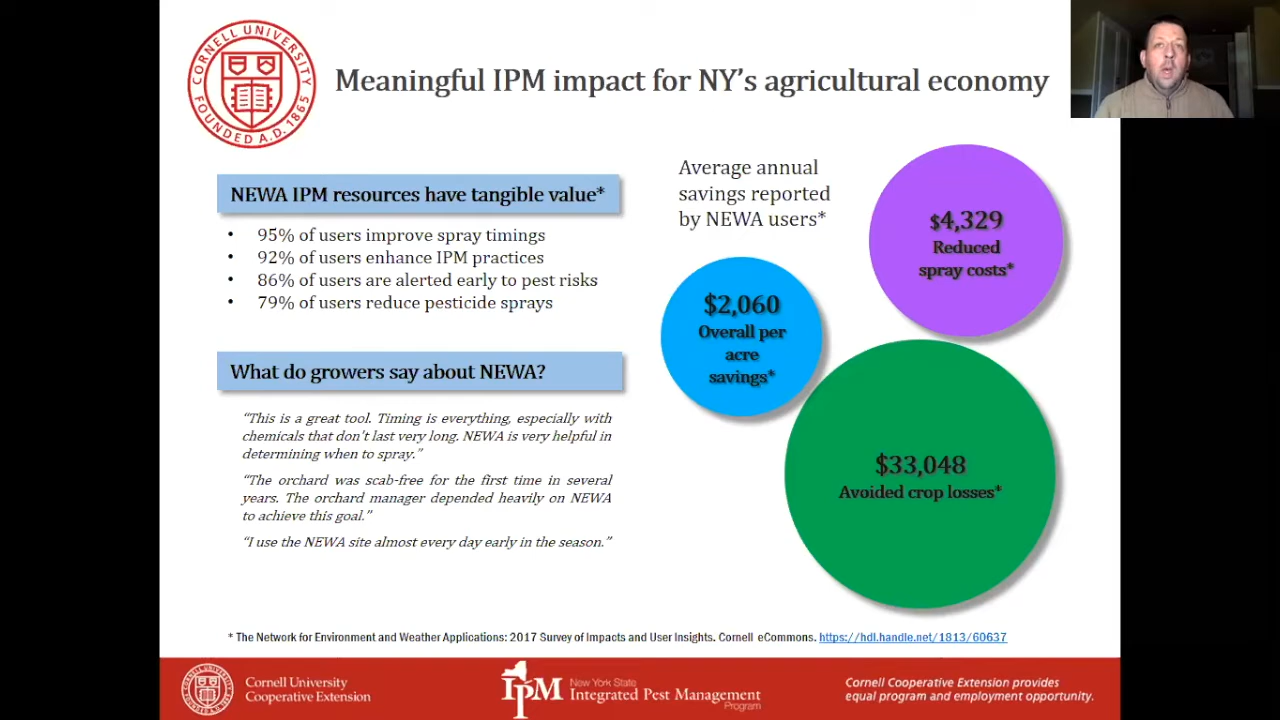 CORNELL UNIVERSITY
FOUNDED A.D. 1865
Meaningful IPM impact for NY's agricultural economy
NEWA IPM resources have tangible value*
• 95% of users improve spray timings
• 92% of users enhance IPM practices
• 86% of users are alerted early to pest risks
• 79% of users reduce pesticide sprays
What do growers say about NEWA?
“This is a great tool. Timing is everything, especially with
chemicals that don't last very long. NEWA is very helpful in
determining when to spray.”
“The orchard was scab-free for the first time in several
years. The orchard manager depended heavily on NEWA
to achieve this goal.”
“I use the NEWA site almost every day early in the season.”
Average annual
savings reported
by NEWA users*
$4,329
Reduced
spray costs*
$2,060
Overall per
acre
savings*
$33,048
Avoided crop losses*
* The Network for Environment and Weather Applications: 2017 Survey of Impacts and User Insights. Cornell eCommons. https://hdl.handle.net/1813/60637
Cornell University
Cooperative Extension
IPM
New York State
Integrated Pest Management
Program
Cornell Cooperative Extension provides
equal program and employment opportunity.